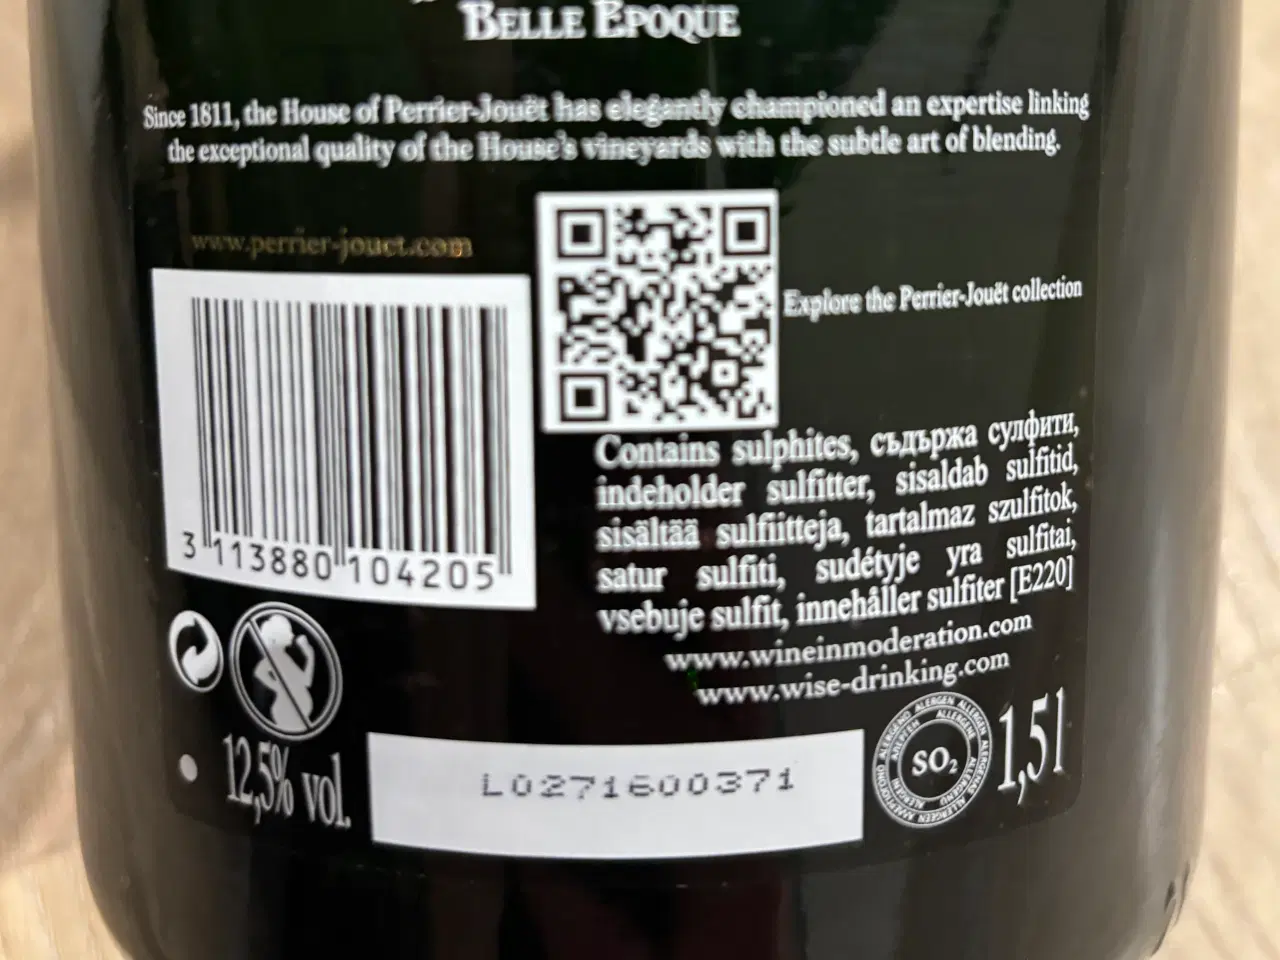 BELLE EPOQUE
Since 1811, the House of Perrier-Jouët has elegantly championed an expertise linking
the exceptional quality of the House's vineyards with the subtle art of blending.
www.perrier-jouet.com
Explore the Perrier-Jouët collection
3 113880 104205
Contains sulphites, съдържа сулфити,
indeholder sulfitter, sisaldab sulfitid,
sisältää sulfiitteja, tartalmaz szulfitok,
satur sulfiti, sudétyje yra sulfitai,
vsebuje sulfit, innehåller sulfiter [E220]
www.wineinmoderation.com
www.wise-drinking.com
12,5% vol.
L0271600371
SO₂
1,5l